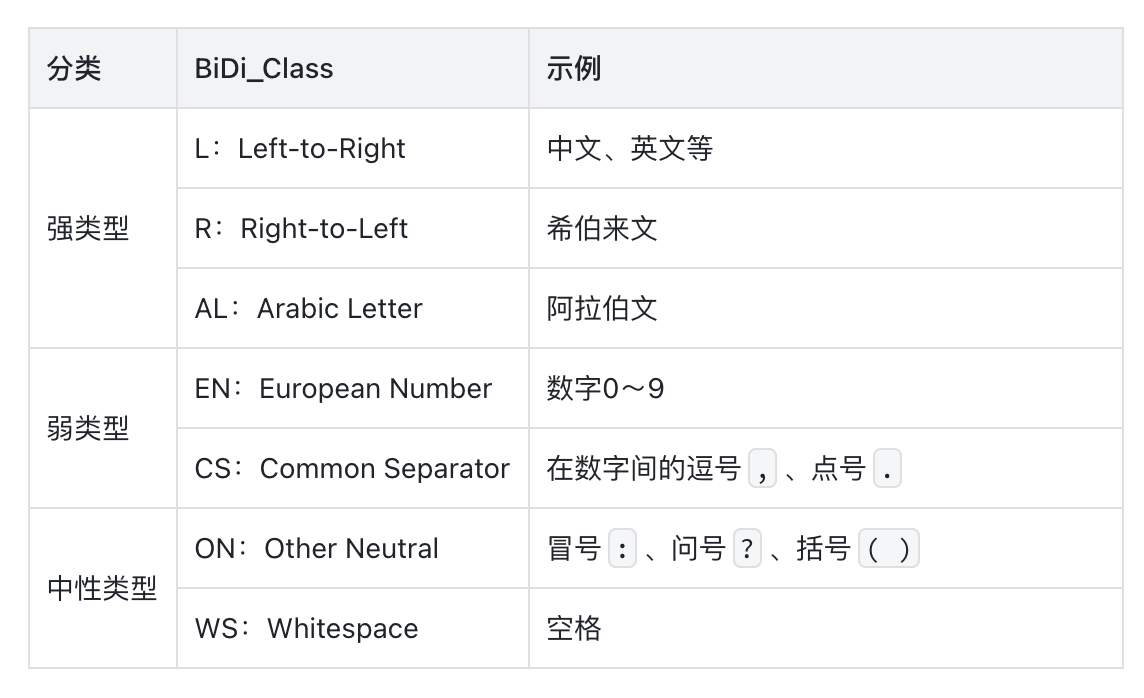 分类 BiDi_Class 示例
强类型 L：Left-to-Right 中文、英文等
R：Right-to-Left 希伯来文
AL：Arabic Letter 阿拉伯文
弱类型 EN：European Number 数字0～9
CS：Common Separator 在数字间的逗号 , 、点号 .
中性类型 ON：Other Neutral 冒号 : 、问号 ? 、括号 ( )
WS：Whitespace 空格